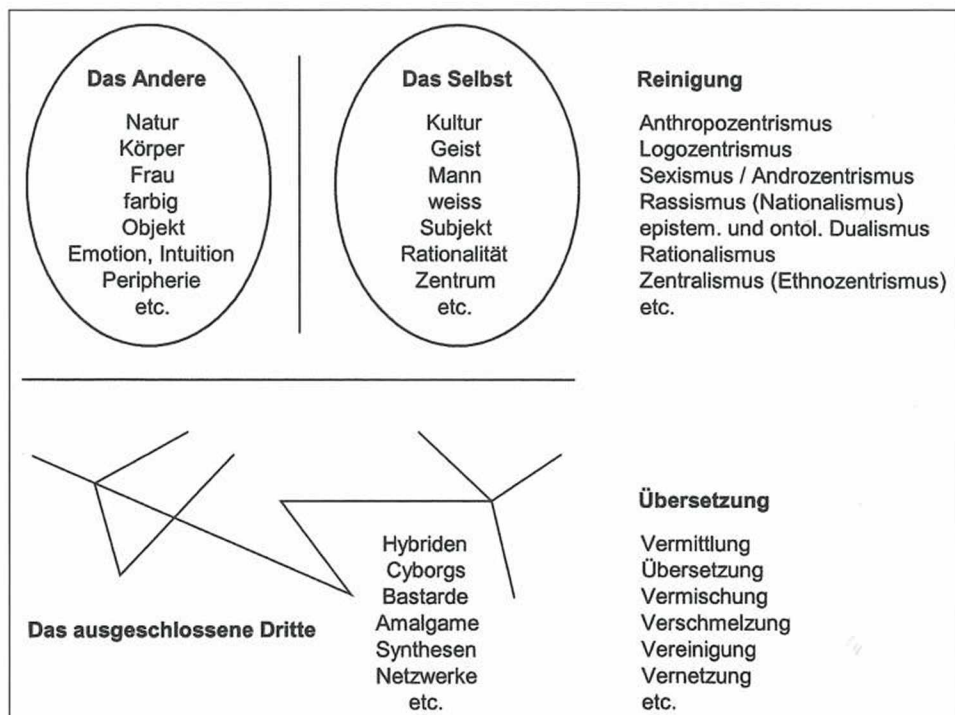 Das Andere
Natur
Körper
Frau
farbig
Objekt
Emotion, Intuition
Peripherie
etc.
Das Selbst
Kultur
Geist
Mann
weiss
Subjekt
Rationalität
Zentrum
etc.
Reinigung
Anthropozentrismus
Logozentrismus
Sexismus / Androzentrismus
Rassismus (Nationalismus)
epistem. und ontol. Dualismus
Rationalismus
Zentralismus (Ethnozentrismus)
etc.
Das ausgeschlossene Dritte
Hybriden
Cyborgs
Bastarde
Amalgame
Synthesen
Netzwerke
etc.
Übersetzung
Vermittlung
Übersetzung
Vermischung
Verschmelzung
Vereinigung
Vernetzung
etc.